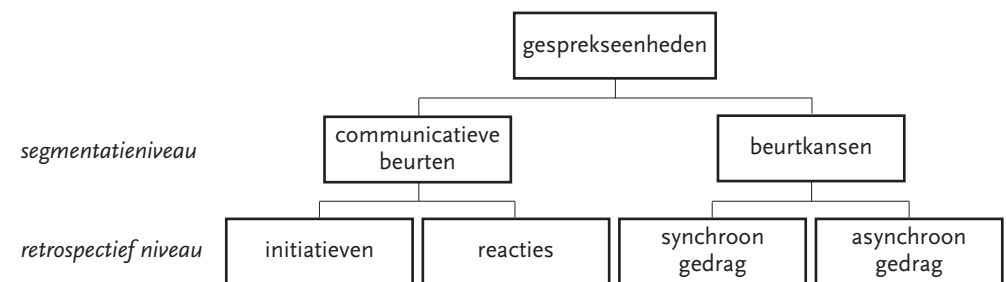 gesprekseenheden
segmentatieniveau
communicatieve
beurten
beurtkansen
retrospectief niveau
initiatieven
reacties
synchroon
gedrag
asynchroon
gedrag